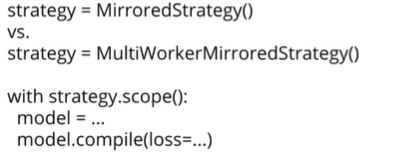 strategy = MirroredStrategy()
vs.
strategy = MultiWorkerMirroredStrategy()
with strategy.scope():
model = ...
model.compile(loss=...)